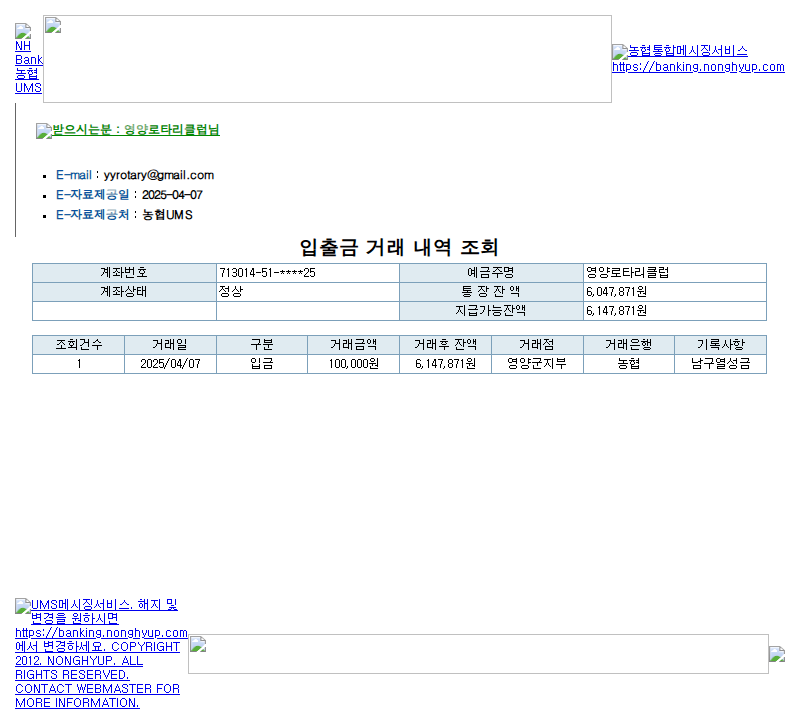 NH
Bank
농협
UMS
농협통합메시징서비스
https://banking.nonghyup.com
받으시는분 : 영양로타리클럽님
E-mail : yyrotary@gmail.com
E-자료제공일 : 2025-04-07
E-자료제공처 : 농협UMS
입출금 거래 내역 조회
계좌번호 713014-51-****25 예금주명 영양로타리클럽
계좌상태 정상 통 장 잔 액 6,047,871원
지급가능잔액 6,147,871원
조회건수 거래일 구분 거래금액 거래후 잔액 거래점 거래은행 기록사항
1 2025/04/07 입금 100,000원 6,147,871원 영양군지부 농협 남구열성금
UMS메시징서비스. 해지 및
변경을 원하시면
https://banking.nonghyup.com
에서 변경하세요. COPYRIGHT
2012. NONGHYUP. ALL
RIGHTS RESERVED.
CONTACT WEBMASTER FOR
MORE INFORMATION.